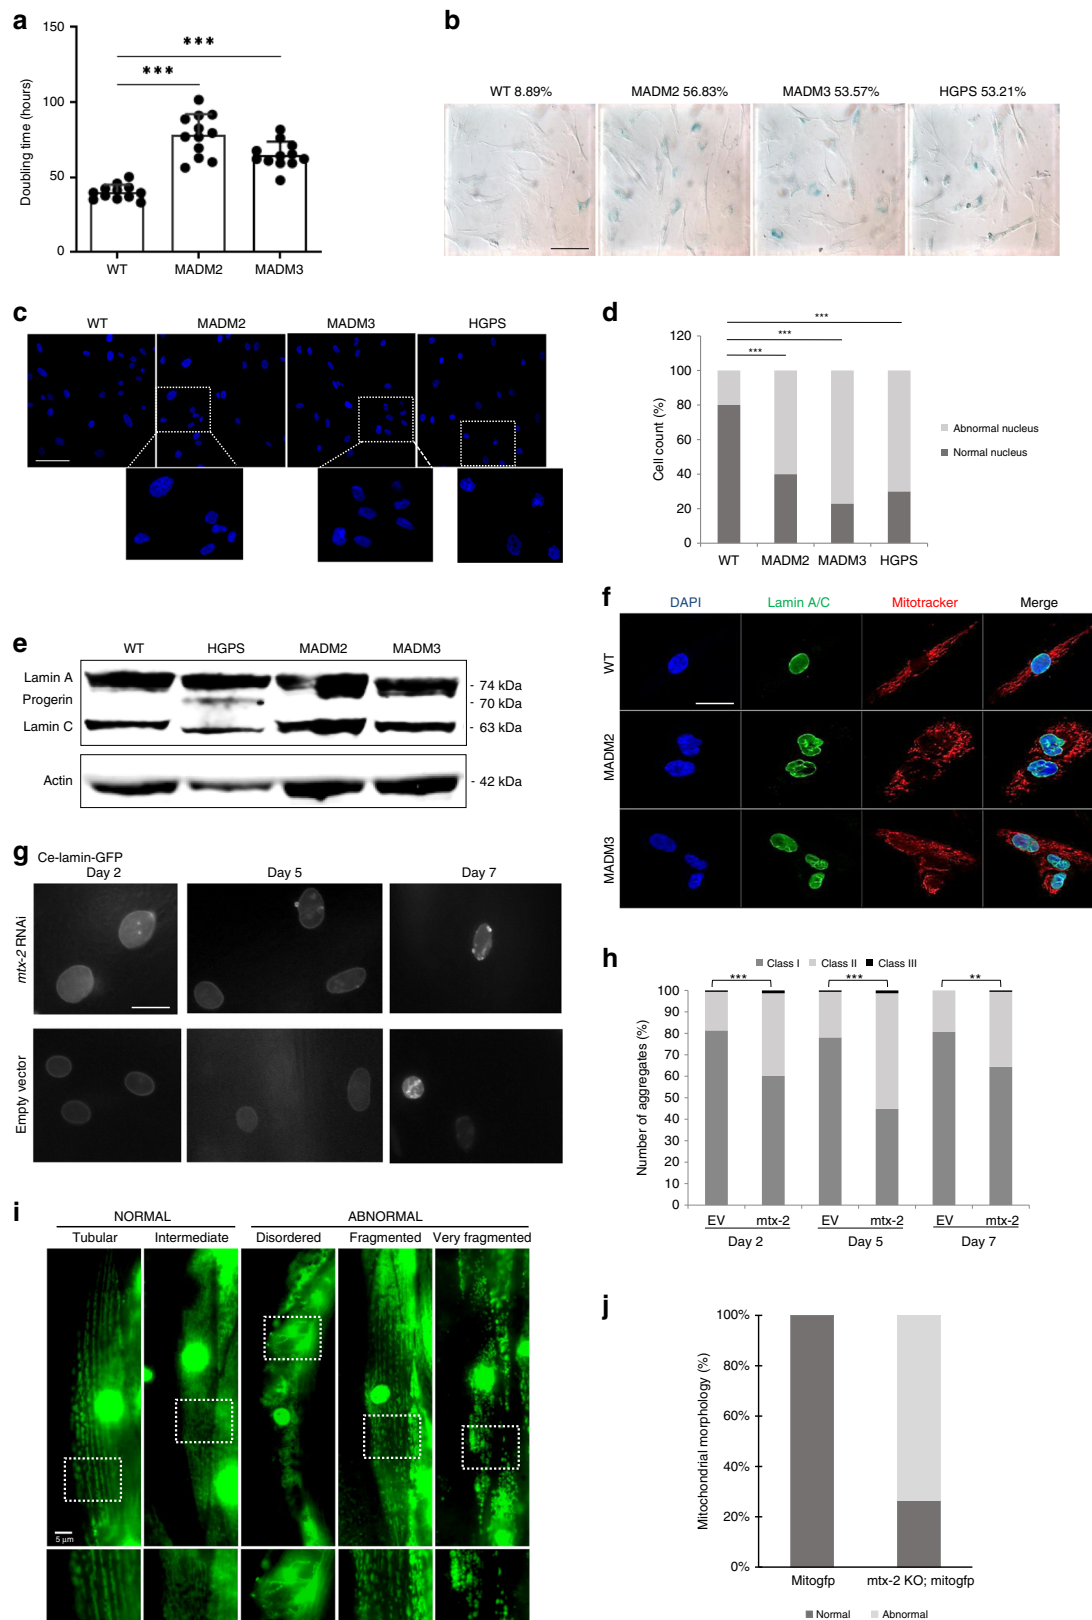 a
***
***
Doubling time (hours)
150
100
50
0
WT
MADM2
MADM3
b
WT 8.89%
MADM2 56.83%
MADM3 53.57%
HGPS 53.21%
c
WT
MADM2
MADM3
HGPS
d
***
***
***
Cell count (%)
120
100
80
60
40
20
0
WT
MADM2
MADM3
HGPS
Abnormal nucleus
Normal nucleus
e
WT
HGPS
MADM2
MADM3
Lamin A
Progerin
Lamin C
Actin
- 74 kDa
- 70 kDa
- 63 kDa
- 42 kDa
f
DAPI
Lamin A/C
Mitotracker
Merge
WT
MADM2
MADM3
g
Ce-lamin-GFP
Day 2
Day 5
Day 7
mtx-2 RNAi
Empty vector
h
Class I
Class II
Class III
***
***
**
Number of aggregates (%)
100
90
80
70
60
50
40
30
20
10
0
EV
mtx-2
EV
mtx-2
EV
mtx-2
Day 2
Day 5
Day 7
i
NORMAL
ABNORMAL
Tubular
Intermediate
Disordered
Fragmented
Very fragmented
5 µm
j
Mitochondrial morphology (%)
100%
80%
60%
40%
20%
0%
Mitogfp
mtx-2 KO; mitogfp
Normal
Abnormal